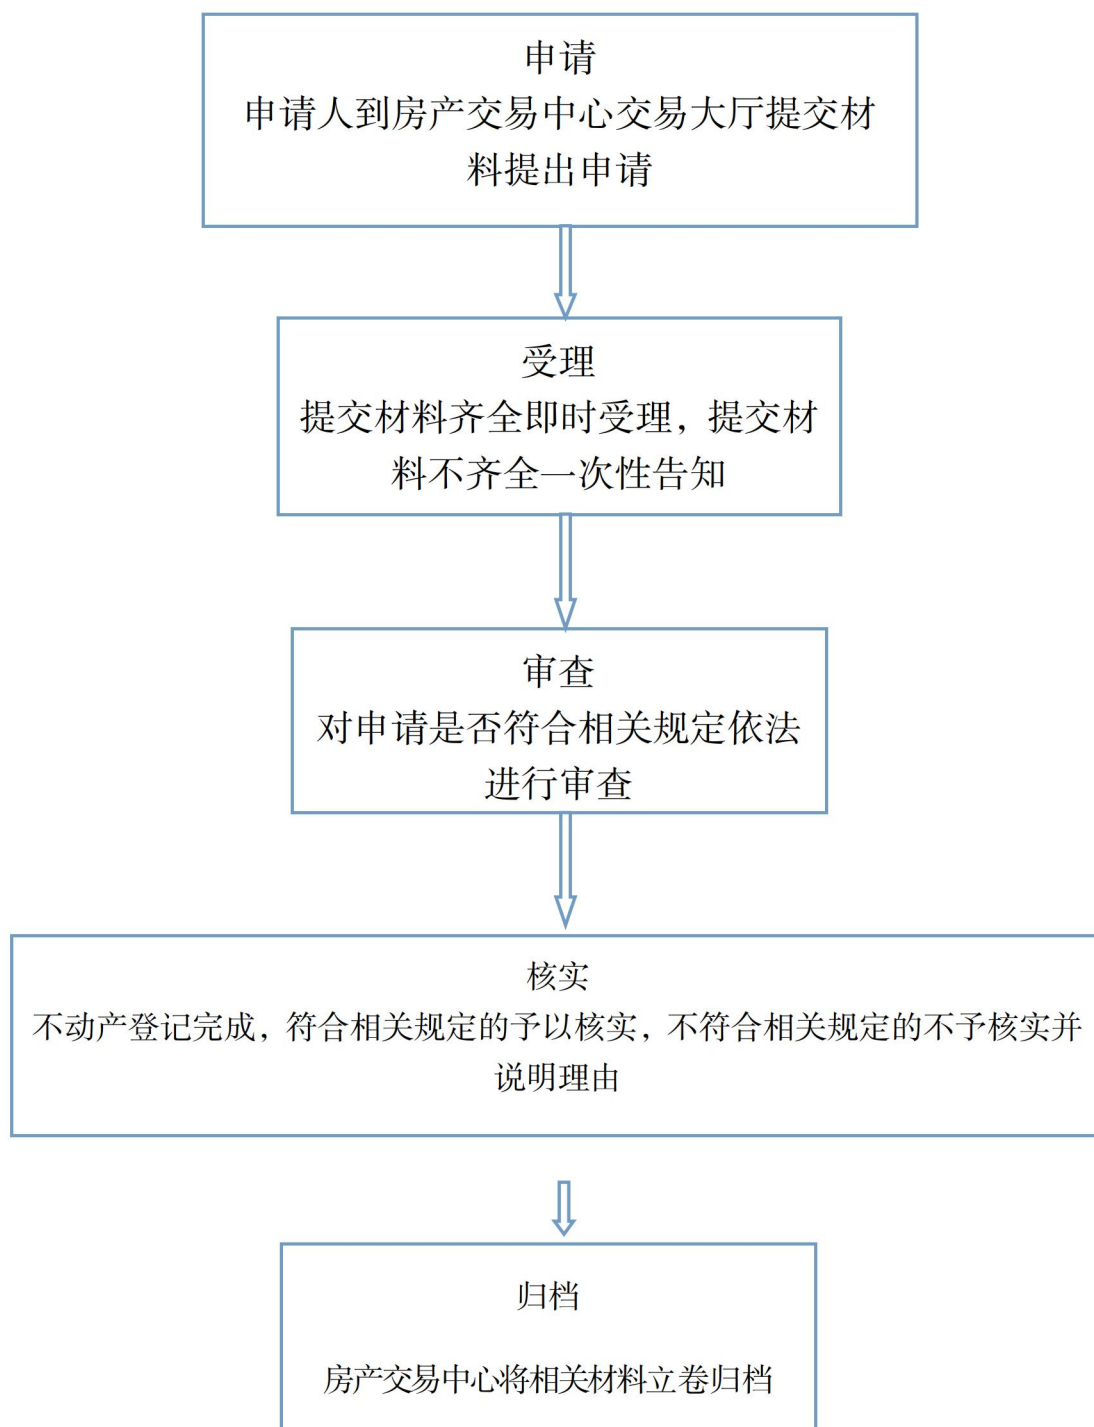 申请
申请人到房产交易中心交易大厅提交材
料提出申请
受理
提交材料齐全即时受理，提交材
料不齐全一次性告知
审查
对申请是否符合相关规定依法
进行审查
核实
不动产登记完成，符合相关规定的予以核实，不符合相关规定的不予核实并
说明理由
归档
房产交易中心将相关材料立卷归档